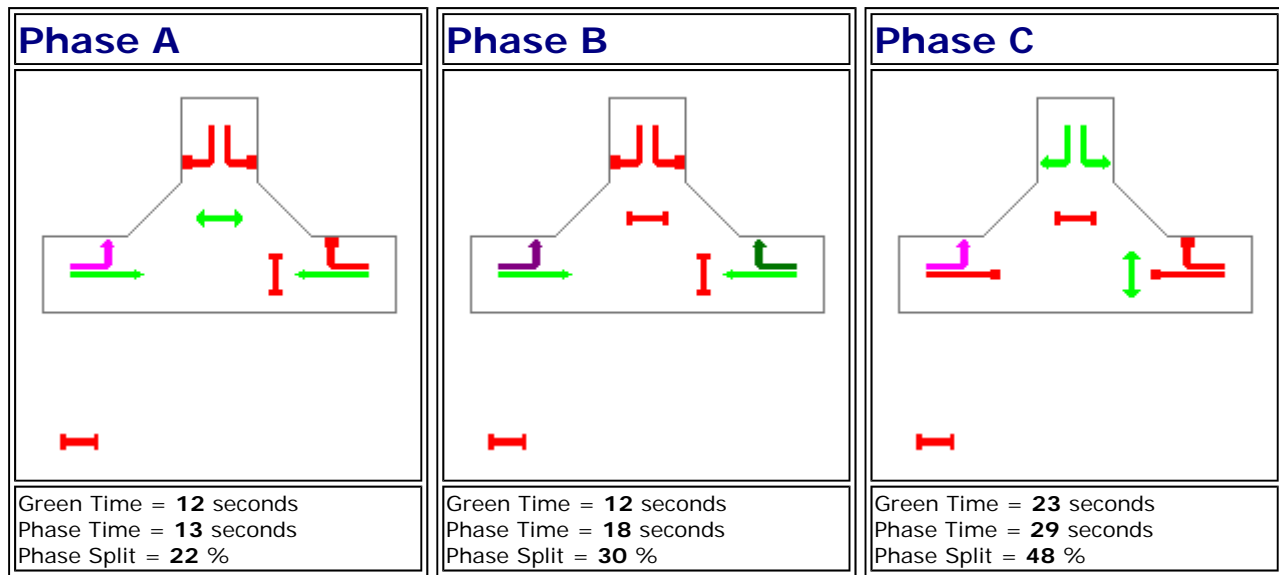 Phase A
Green Time = 12 seconds
Phase Time = 13 seconds
Phase Split = 22 %
Phase B
Green Time = 12 seconds
Phase Time = 18 seconds
Phase Split = 30 %
Phase C
Green Time = 23 seconds
Phase Time = 29 seconds
Phase Split = 48 %